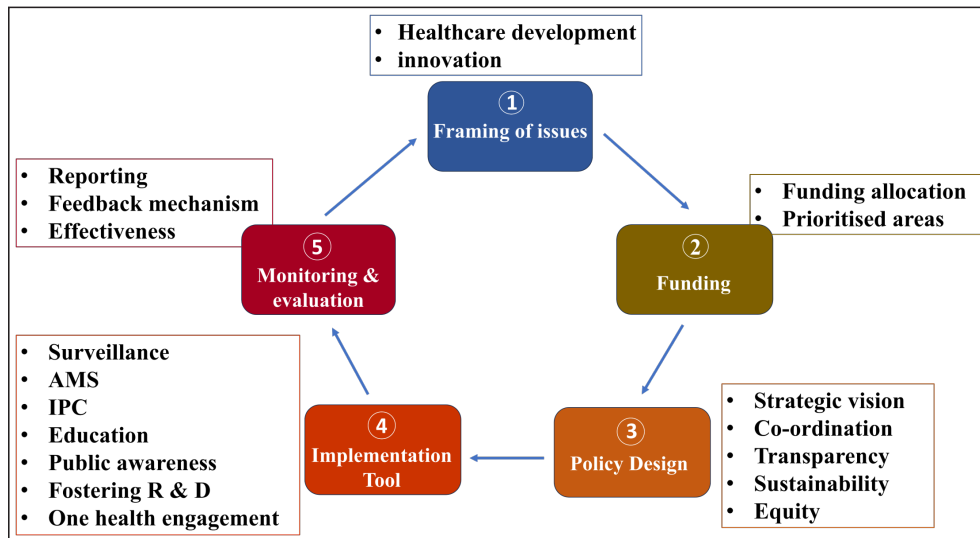 • Healthcare development
• innovation
①
Framing of issues
• Funding allocation
• Prioritised areas
②
Funding
• Strategic vision
• Co-ordination
• Transparency
• Sustainability
• Equity
③
Policy Design
• Surveillance
• AMS
• IPC
• Education
• Public awareness
• Fostering R & D
• One health engagement
④
Implementation
Tool
• Reporting
• Feedback mechanism
• Effectiveness
⑤
Monitoring &
evaluation